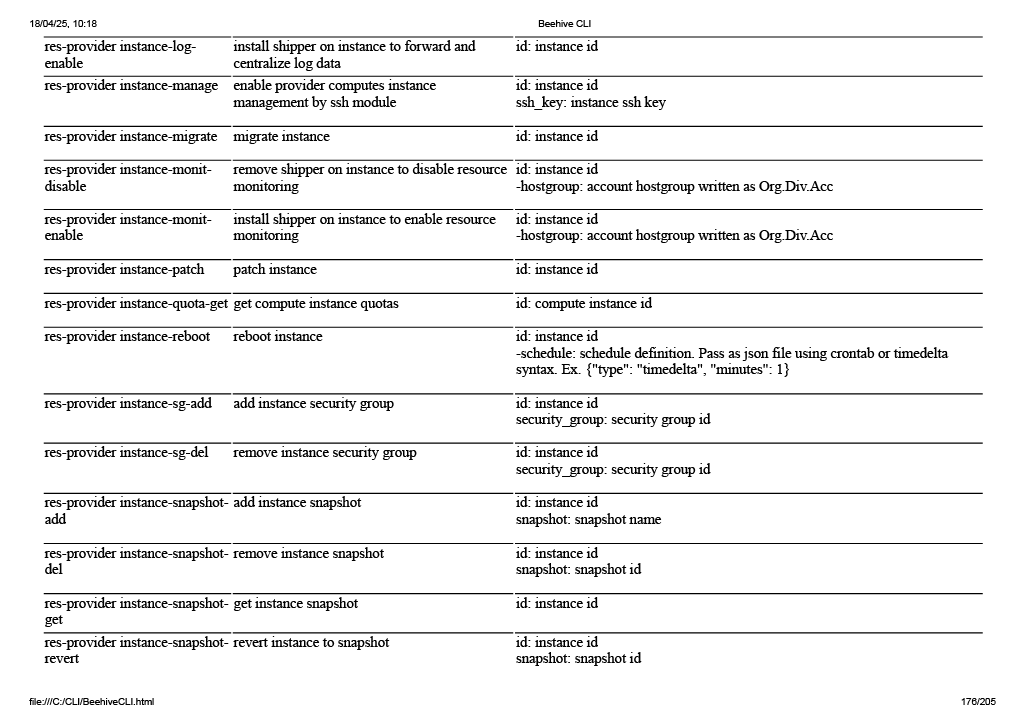 18/04/25, 10:18 Beehive CLI
res-provider instance-log- install shipper on instance to forward and id: instance id
enable centralize log data
res-provider instance-manage enable provider computes instance id: instance id
management by ssh module ssh_key: instance ssh key
res-provider instance-migrate migrate instance id: instance id
res-provider instance-monit- remove shipper on instance to disable resource id: instance id
disable monitoring -hostgroup: account hostgroup written as Org.Div.Acc
res-provider instance-monit- install shipper on instance to enable resource id: instance id
enable monitoring -hostgroup: account hostgroup written as Org.Div.Acc
res-provider instance-patch patch instance id: instance id
res-provider instance-quota-get get compute instance quotas id: compute instance id
res-provider instance-reboot reboot instance id: instance id
-schedule: schedule definition. Pass as json file using crontab or timedelta
syntax. Ex. {"type": "timedelta", "minutes": 1}
res-provider instance-sg-add add instance security group id: instance id
security_group: security group id
res-provider instance-sg-del remove instance security group id: instance id
security_group: security group id
res-provider instance-snapshot- add instance snapshot id: instance id
add snapshot: snapshot name
res-provider instance-snapshot- remove instance snapshot id: instance id
del snapshot: snapshot id
res-provider instance-snapshot- get instance snapshot id: instance id
get
res-provider instance-snapshot- revert instance to snapshot id: instance id
revert snapshot: snapshot id
file:///C:/CLI/BeehiveCLI.html 176/205